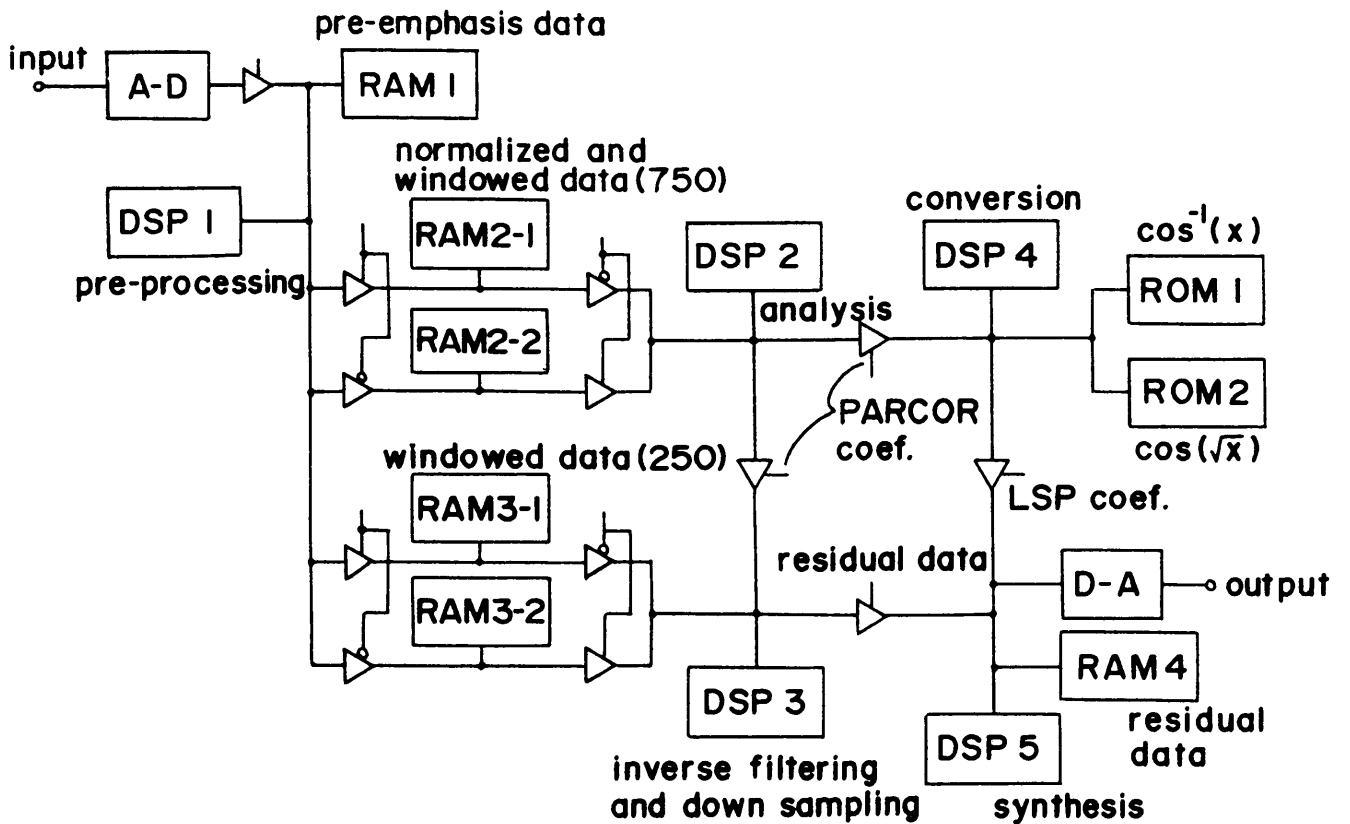 pre-emphasis data
input
A-D
RAM 1
normalized and
windowed data (750)
DSP 1
pre-processing
RAM2-1
RAM2-2
DSP 2
analysis
conversion
DSP 4
cos⁻¹(x)
ROM 1
ROM 2
cos(√x)
PARCOR
coef.
windowed data (250)
RAM3-1
RAM3-2
LSP coef.
residual data
D-A
output
RAM 4
residual
data
DSP 3
inverse filtering
and down sampling
DSP 5
synthesis